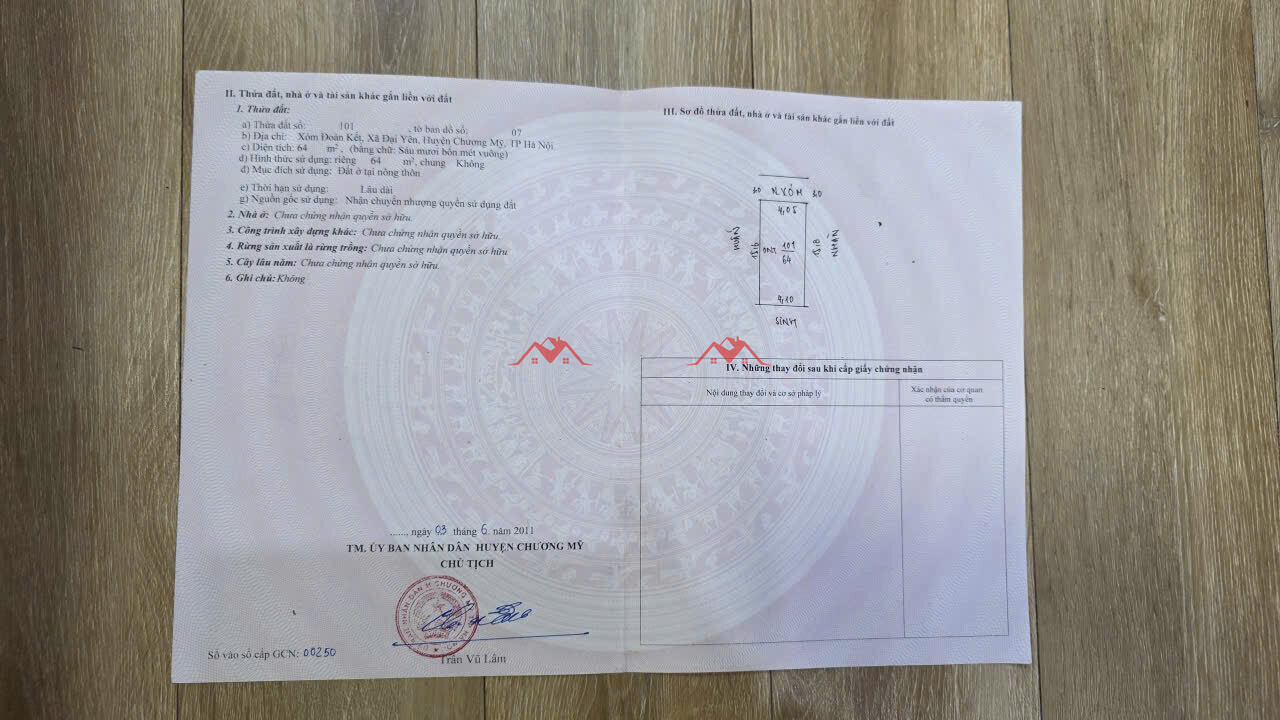 II. Thửa đất, nhà ở và tài sản khác gắn liền với đất
1. Thửa đất:
a) Thửa đất số: 101 , tờ bản đồ số: 07
b) Địa chỉ: Xóm Đoàn Kết, Xã Đại Yên, Huyện Chương Mỹ, TP Hà Nội
c) Diện tích: 64 m², (bằng chữ: Sáu mươi bốn mét vuông)
d) Hình thức sử dụng: riêng 64 m², chung Không
đ) Mục đích sử dụng: Đất ở tại nông thôn
e) Thời hạn sử dụng: Lâu dài
g) Nguồn gốc sử dụng: Nhận chuyển nhượng quyền sử dụng đất
2. Nhà ở: Chưa chứng nhận quyền sở hữu.
3. Công trình xây dựng khác: Chưa chứng nhận quyền sở hữu.
4. Rừng sản xuất là rừng trồng: Chưa chứng nhận quyền sở hữu
5. Cây lâu năm: Chưa chứng nhận quyền sở hữu.
6. Ghi chú: Không
......., ngày 03 tháng 6 năm 2011
TM. ỦY BAN NHÂN DÂN HUYỆN CHƯƠNG MỸ
CHỦ TỊCH
Trần Vũ Lâm
Số vào sổ cấp GCN: 00250
III. Sơ đồ thửa đất, nhà ở và tài sản khác gắn liền với đất
4,05
ONT 101
64
NHÂN
4,10
SINH
IV. Những thay đổi sau khi cấp giấy chứng nhận
Nội dung thay đổi và cơ sở pháp lý
Xác nhận của cơ quan
có thẩm quyền